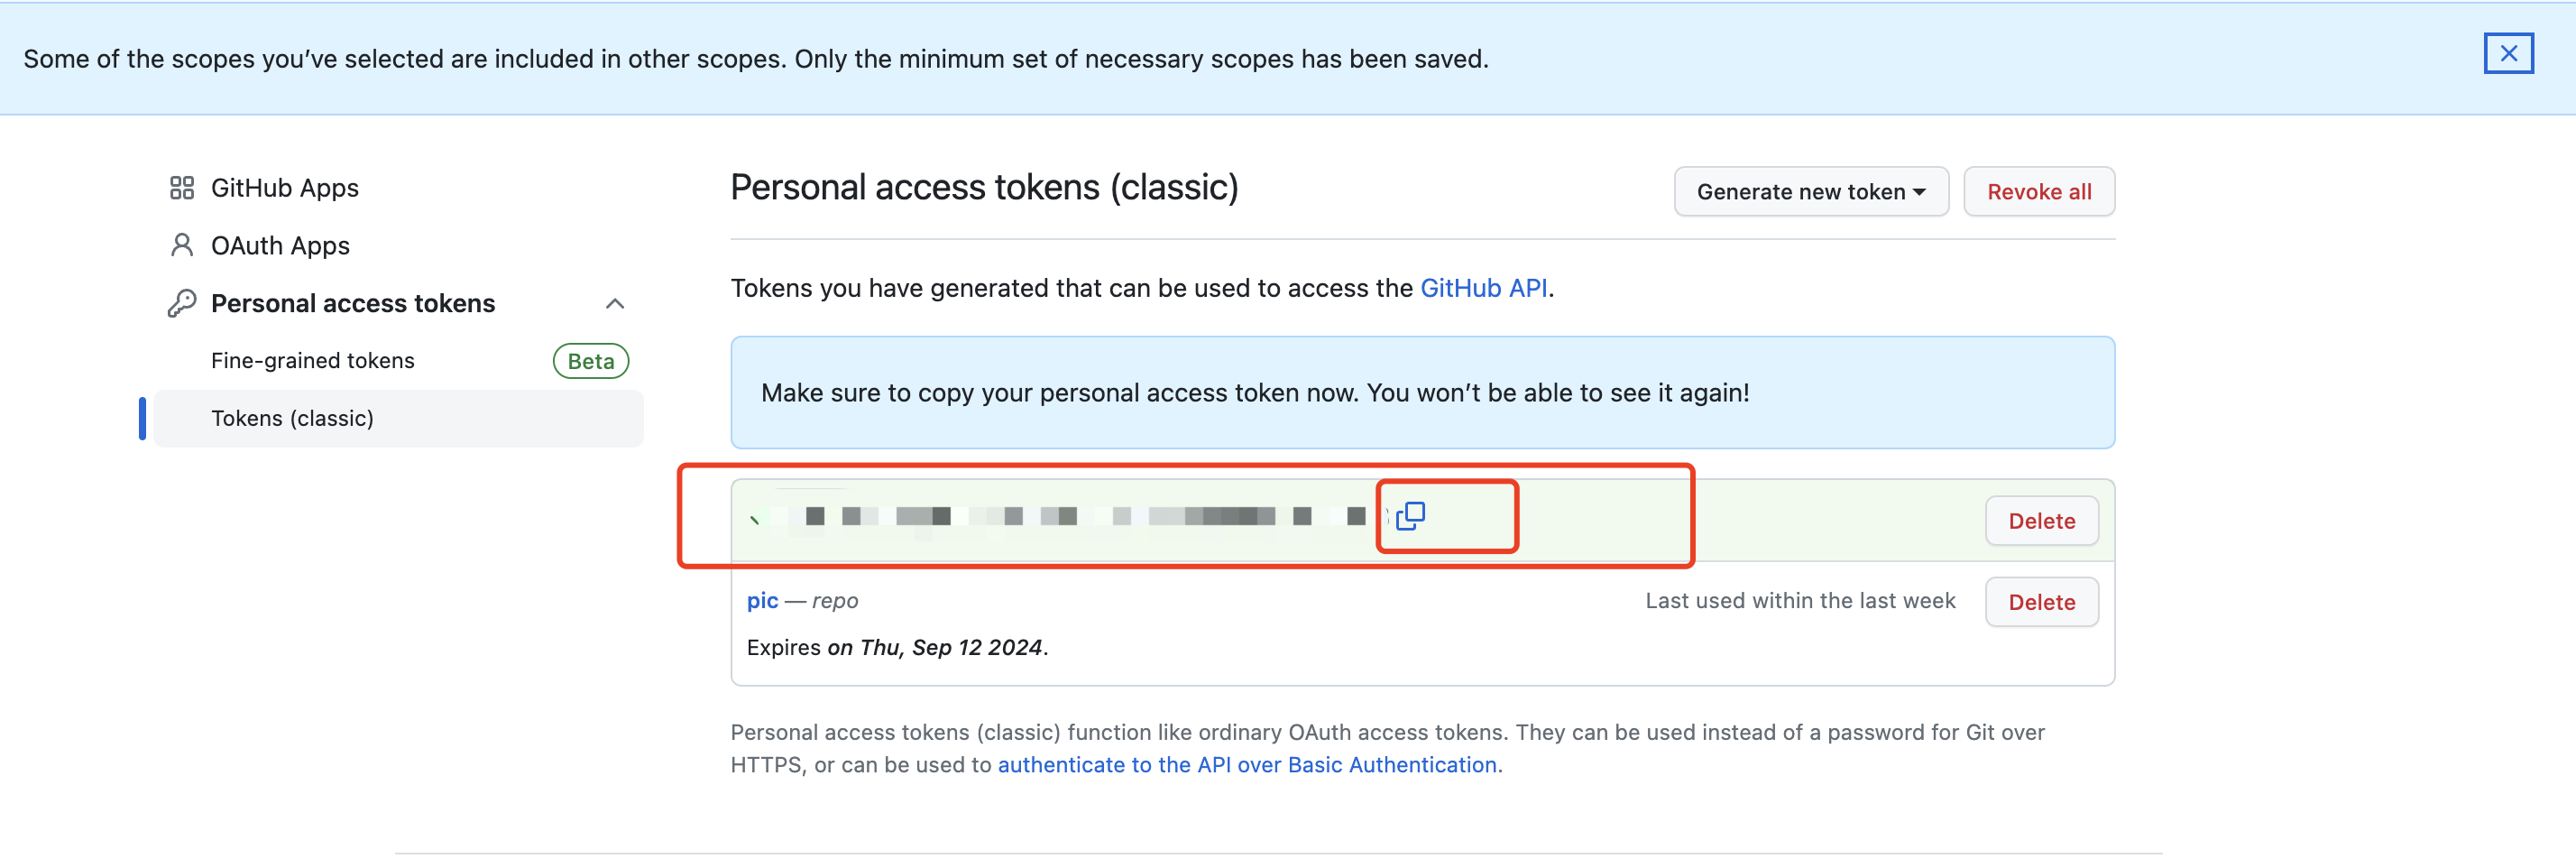 Some of the scopes you’ve selected are included in other scopes. Only the minimum set of necessary scopes has been saved.
GitHub Apps
OAuth Apps
Personal access tokens
Fine-grained tokens Beta
Tokens (classic)
Personal access tokens (classic)
Generate new token
Revoke all
Tokens you have generated that can be used to access the GitHub API.
Make sure to copy your personal access token now. You won’t be able to see it again!
Delete
pic — repo
Last used within the last week
Delete
Expires on Thu, Sep 12 2024.
Personal access tokens (classic) function like ordinary OAuth access tokens. They can be used instead of a password for Git over
HTTPS, or can be used to authenticate to the API over Basic Authentication.